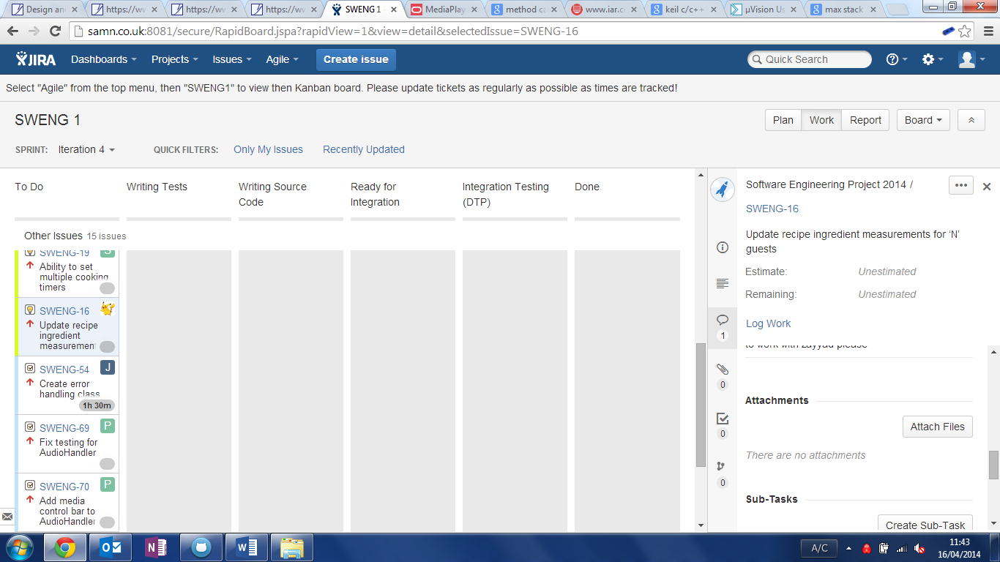 Design and
https://ww
https://ww
https://ww
SWENG 1 -
MediaPlay
method ca
www.iar.c
keil c/c++
µVision Us
max stack
samn.co.uk:8081/secure/RapidBoard.jspa?rapidView=1&view=detail&selectedIssue=SWENG-16
JIRA Dashboards Projects Issues Agile Create issue Quick Search
Select "Agile" from the top menu, then "SWENG1" to view then Kanban board. Please update tickets as regularly as possible as times are tracked!
SWENG 1
Plan Work Report Board
SPRINT: Iteration 4 QUICK FILTERS: Only My Issues Recently Updated
To Do
Writing Tests
Writing Source
Code
Ready for
Integration
Integration Testing
(DTP)
Done
Other Issues 15 issues
SWENG-19 S
Ability to set
multiple cooking
timers
SWENG-16
Update recipe
ingredient
measuremen
SWENG-54 J
Create error
handling class
1h 30m
SWENG-69 P
Fix testing for
AudioHandler
SWENG-70 P
Add media
control bar to
AudioHandler
Software Engineering Project 2014 /
SWENG-16
Update recipe ingredient measurements for ‘N’
guests
Estimate: Unestimated
Remaining: Unestimated
Log Work
to work with zayyad please
1
0
0
0
Attachments
Attach Files
There are no attachments
Sub-Tasks
Create Sub-Task
A/C
11:43
16/04/2014